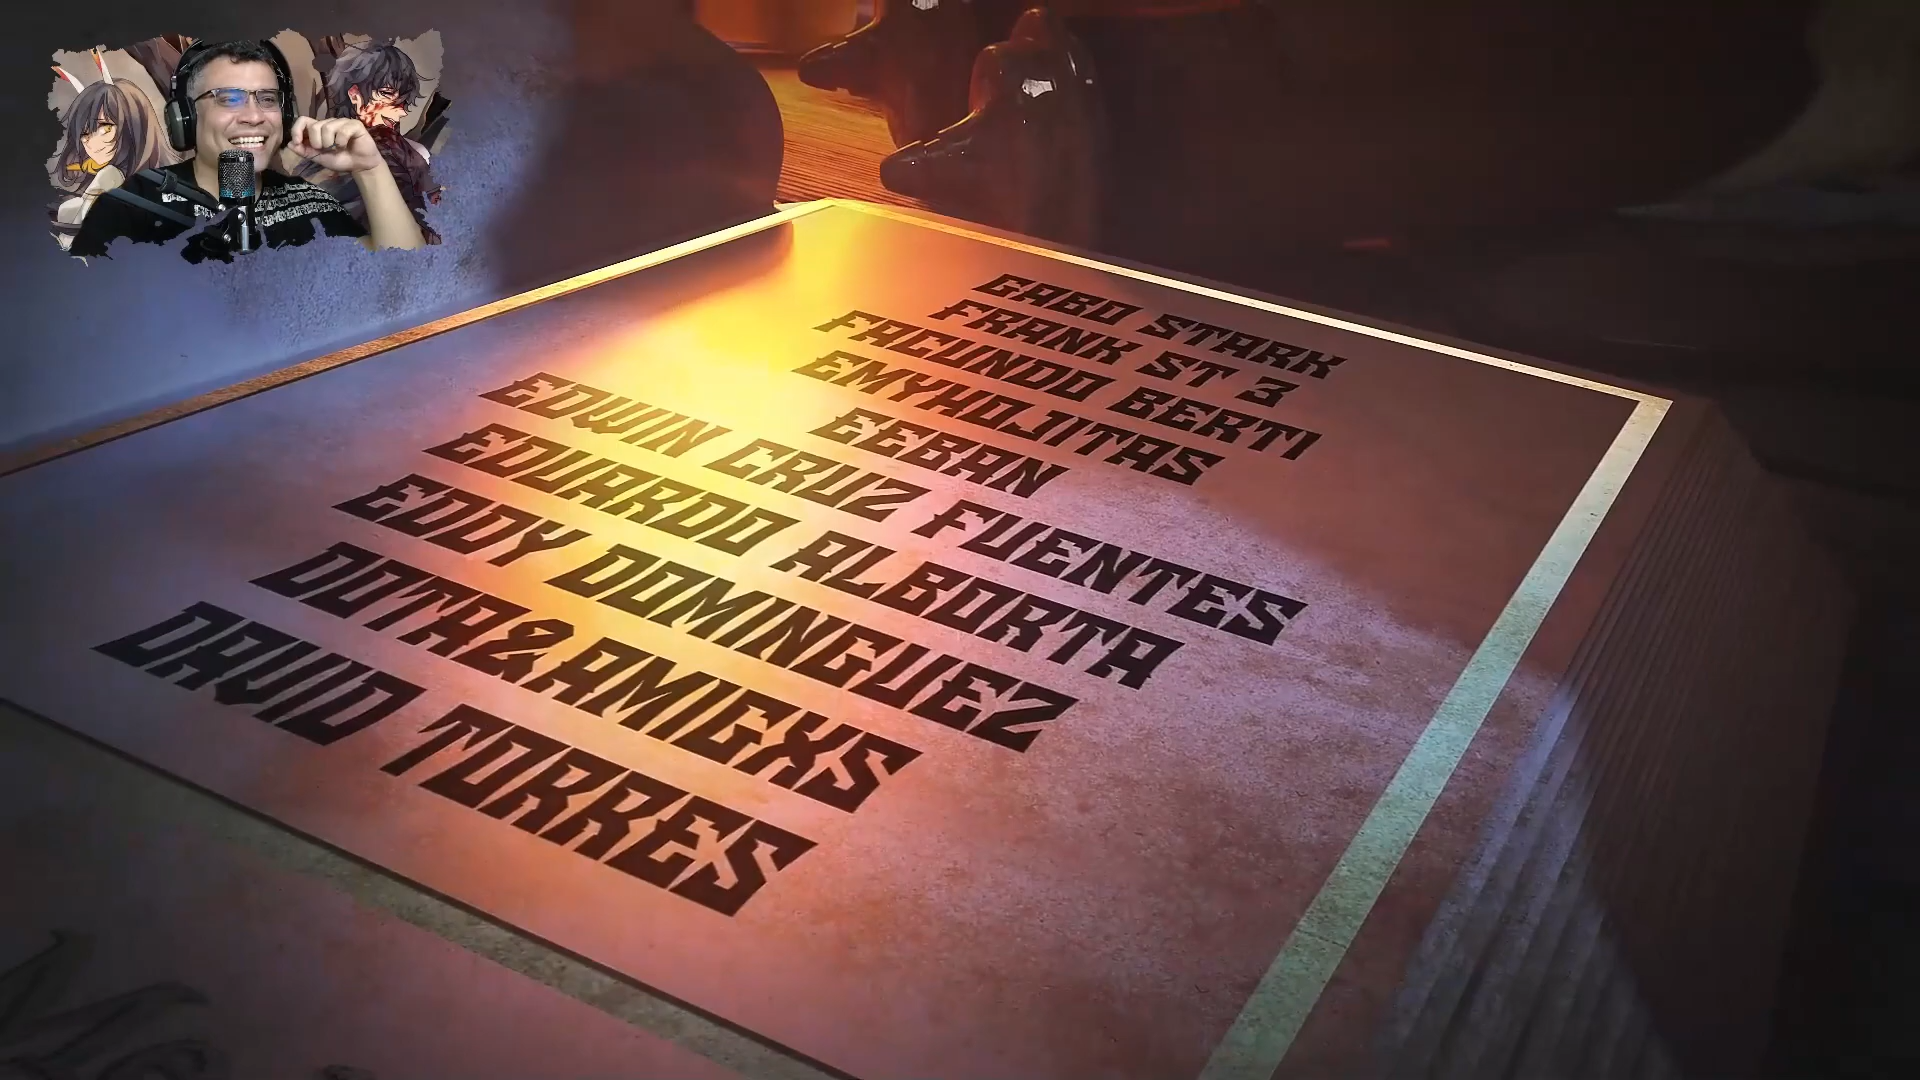 GABO STARK
FRANK ST 3
FACUNDO BERTI
EMYHOJITAS
EEBAN
EDWIN CRUZ FUENTES
EDUARDO ALBORTA
EDDY DOMINGUEZ
DOTA&AMIGXS
DAVID TORRES